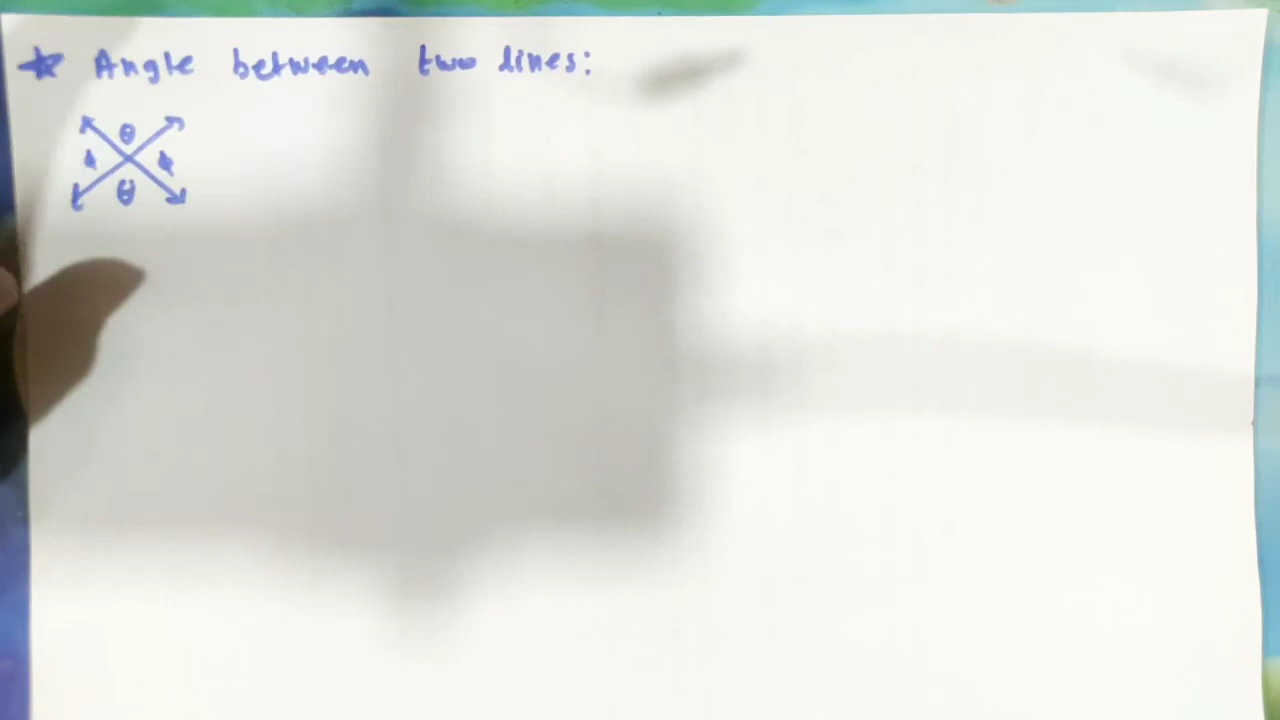 ★ Angle between two lines:
θ
ϕ ϕ
θ